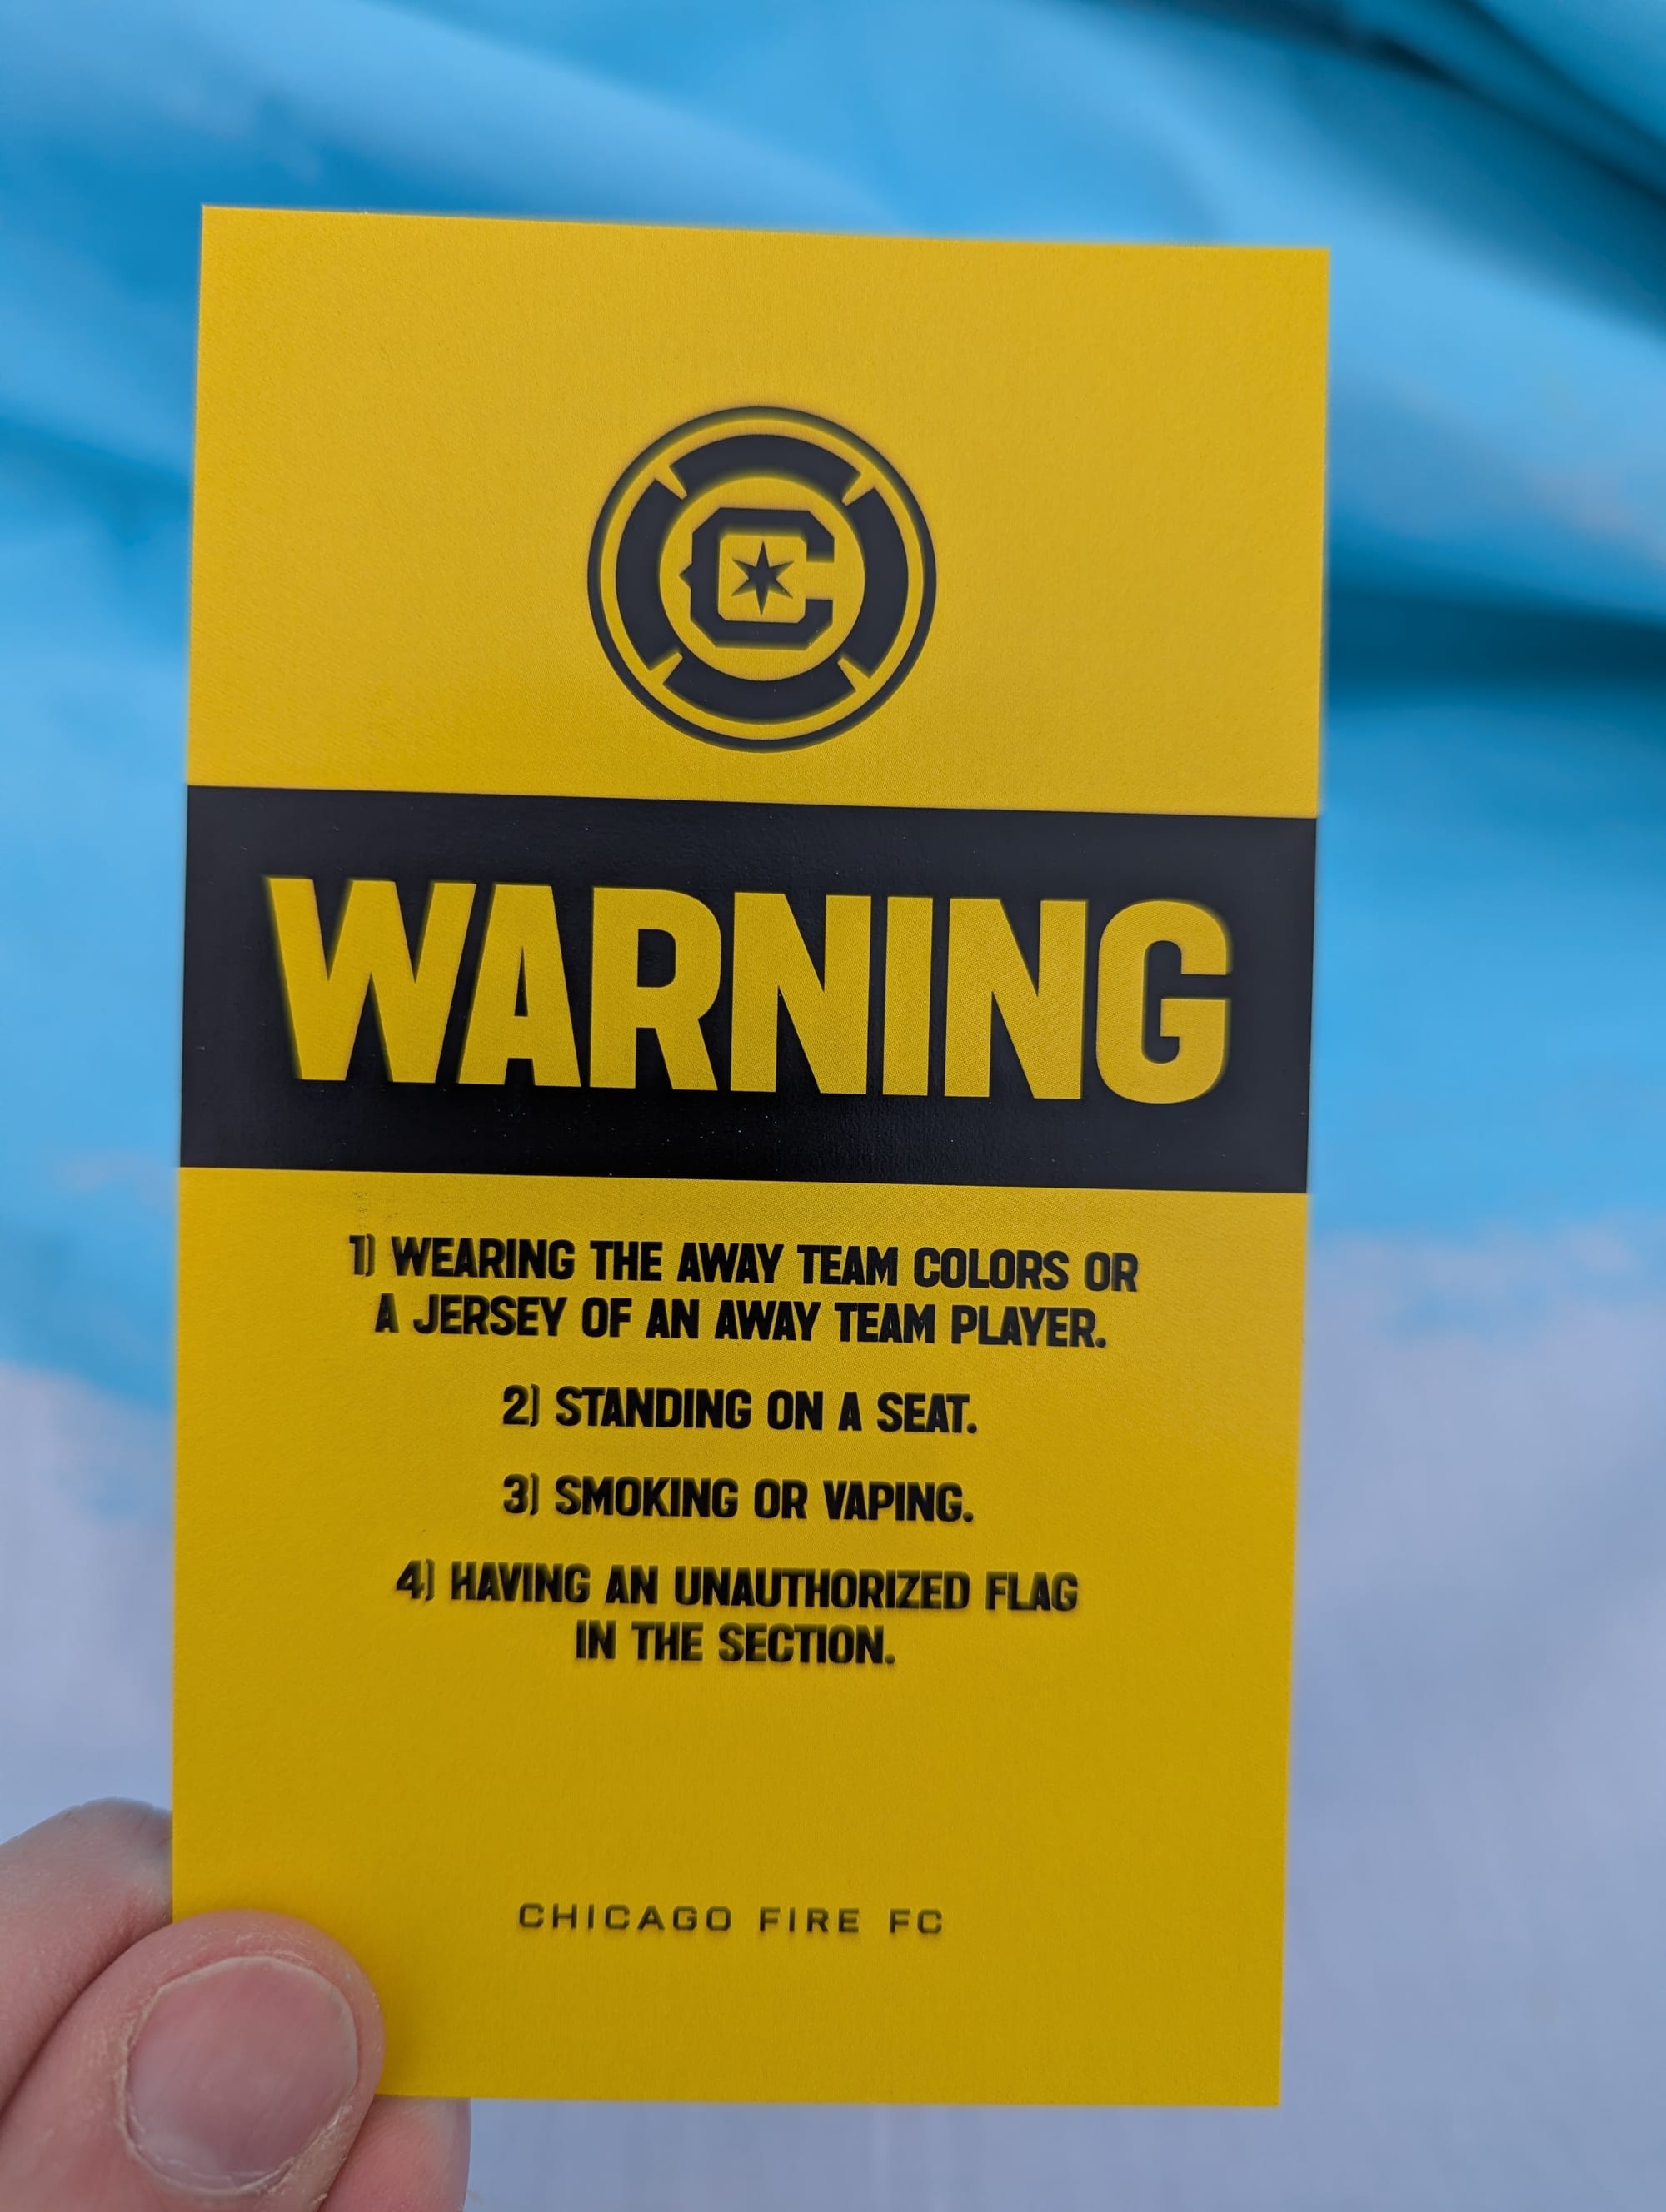 C
WARNING
1) WEARING THE AWAY TEAM COLORS OR
A JERSEY OF AN AWAY TEAM PLAYER.
2) STANDING ON A SEAT.
3) SMOKING OR VAPING.
4) HAVING AN UNAUTHORIZED FLAG
IN THE SECTION.
CHICAGO FIRE FC